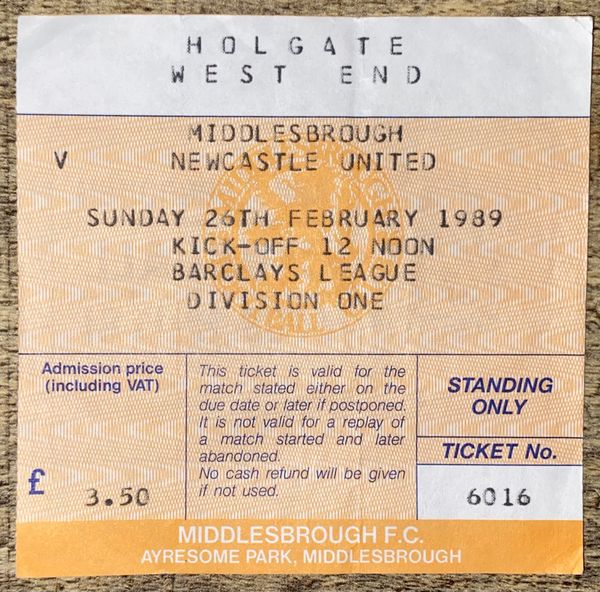 HOLGATE
WEST END
MIDDLESBROUGH
V NEWCASTLE UNITED
SUNDAY 26TH FEBRUARY 1989
KICK-OFF 12 NOON
BARCLAYS LEAGUE
DIVISION ONE
Admission price
(including VAT)
£ 3.50
This ticket is valid for the
match stated either on the
due date or later if postponed.
It is not valid for a replay of
a match started and later
abandoned.
No cash refund will be given
if not used.
STANDING
ONLY
TICKET No.
6016
MIDDLESBROUGH F.C.
AYRESOME PARK, MIDDLESBROUGH